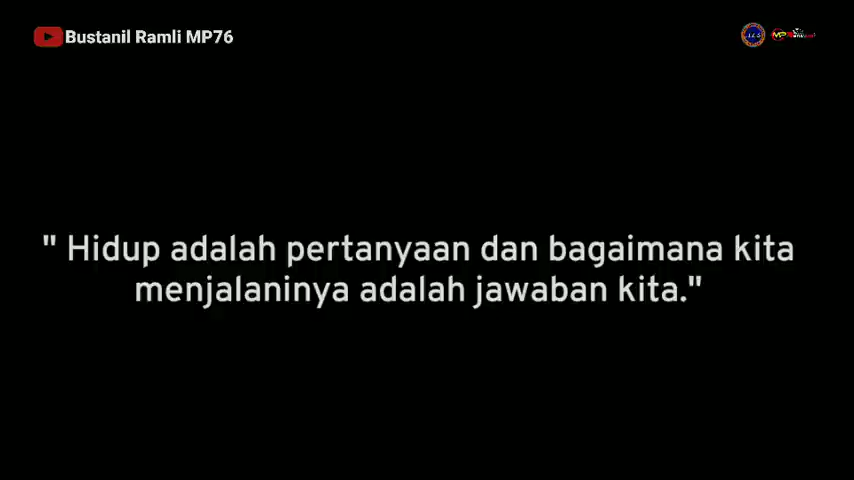 Bustanil Ramli MP76
" Hidup adalah pertanyaan dan bagaimana kita
menjalaninya adalah jawaban kita."